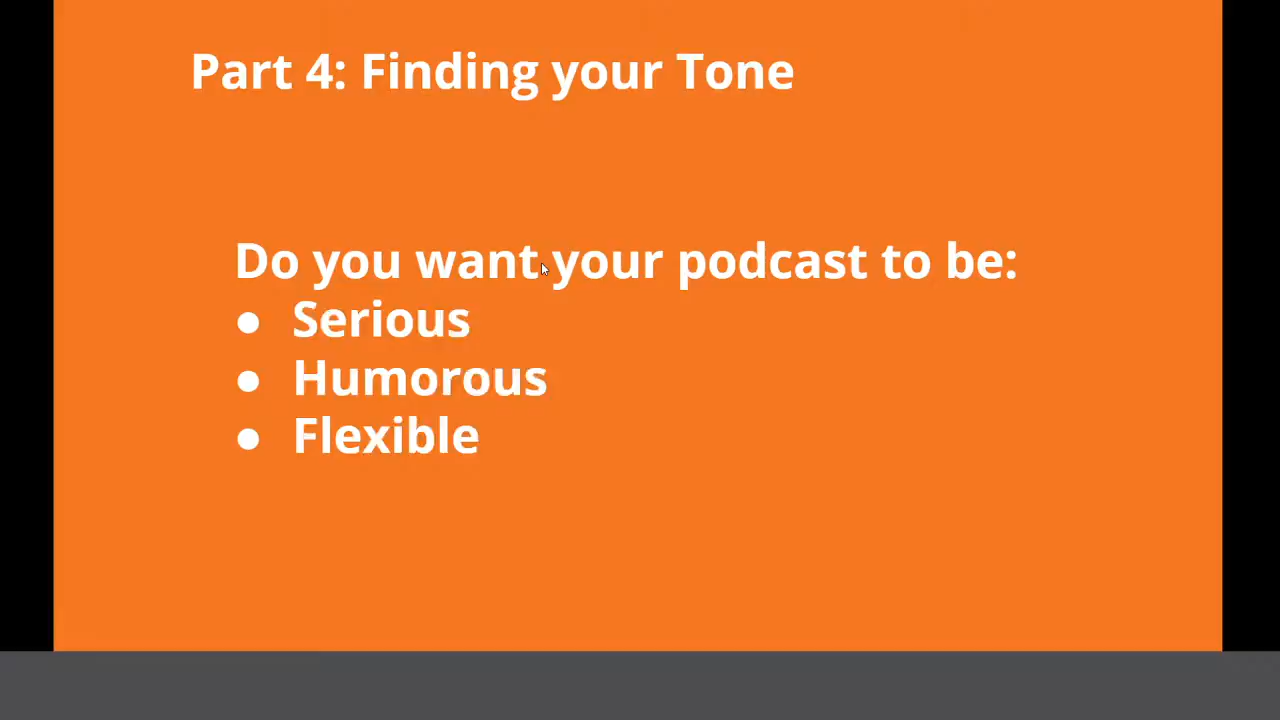 Part 4: Finding your Tone
Do you want your podcast to be:
● Serious
● Humorous
● Flexible